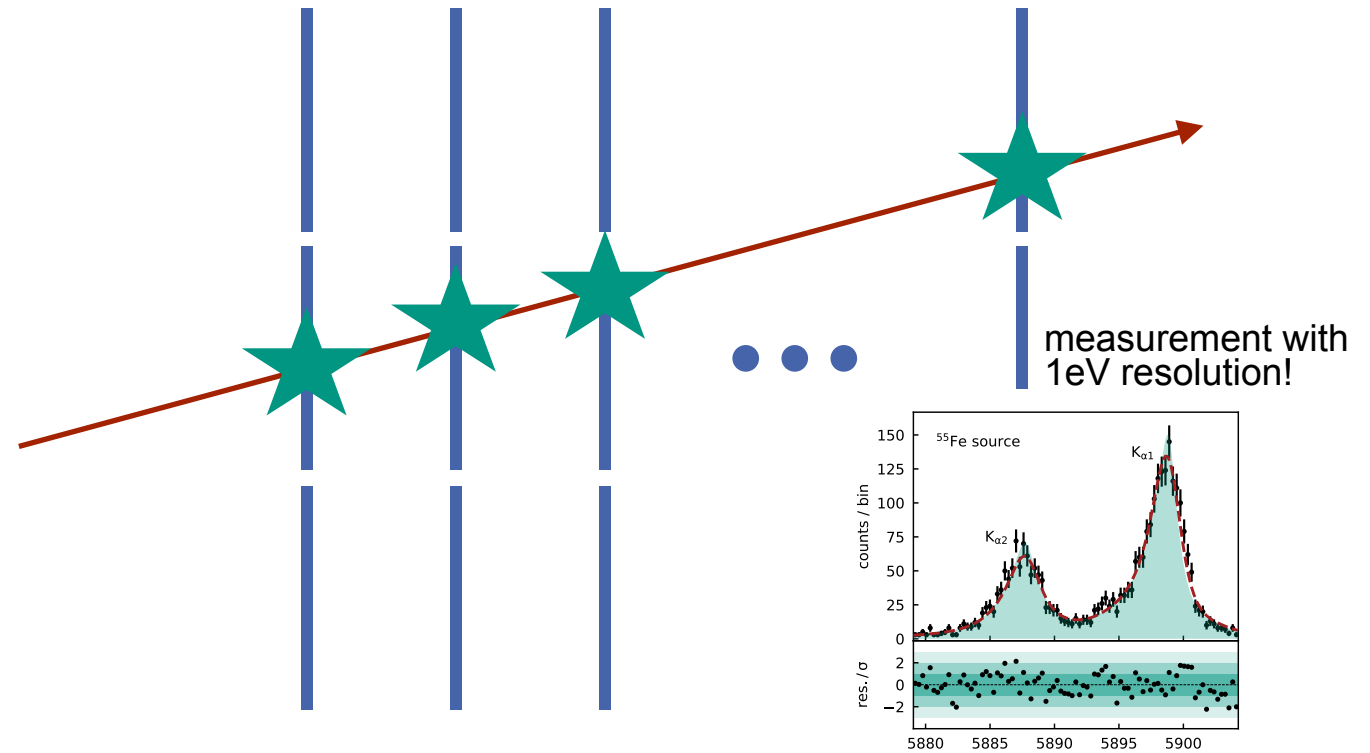 measurement with
1eV resolution!
⁵⁵Fe source
Kα1
Kα2
counts / bin
150
125
100
75
50
25
0
res. / σ
2
0
−2
5880 5885 5890 5895 5900